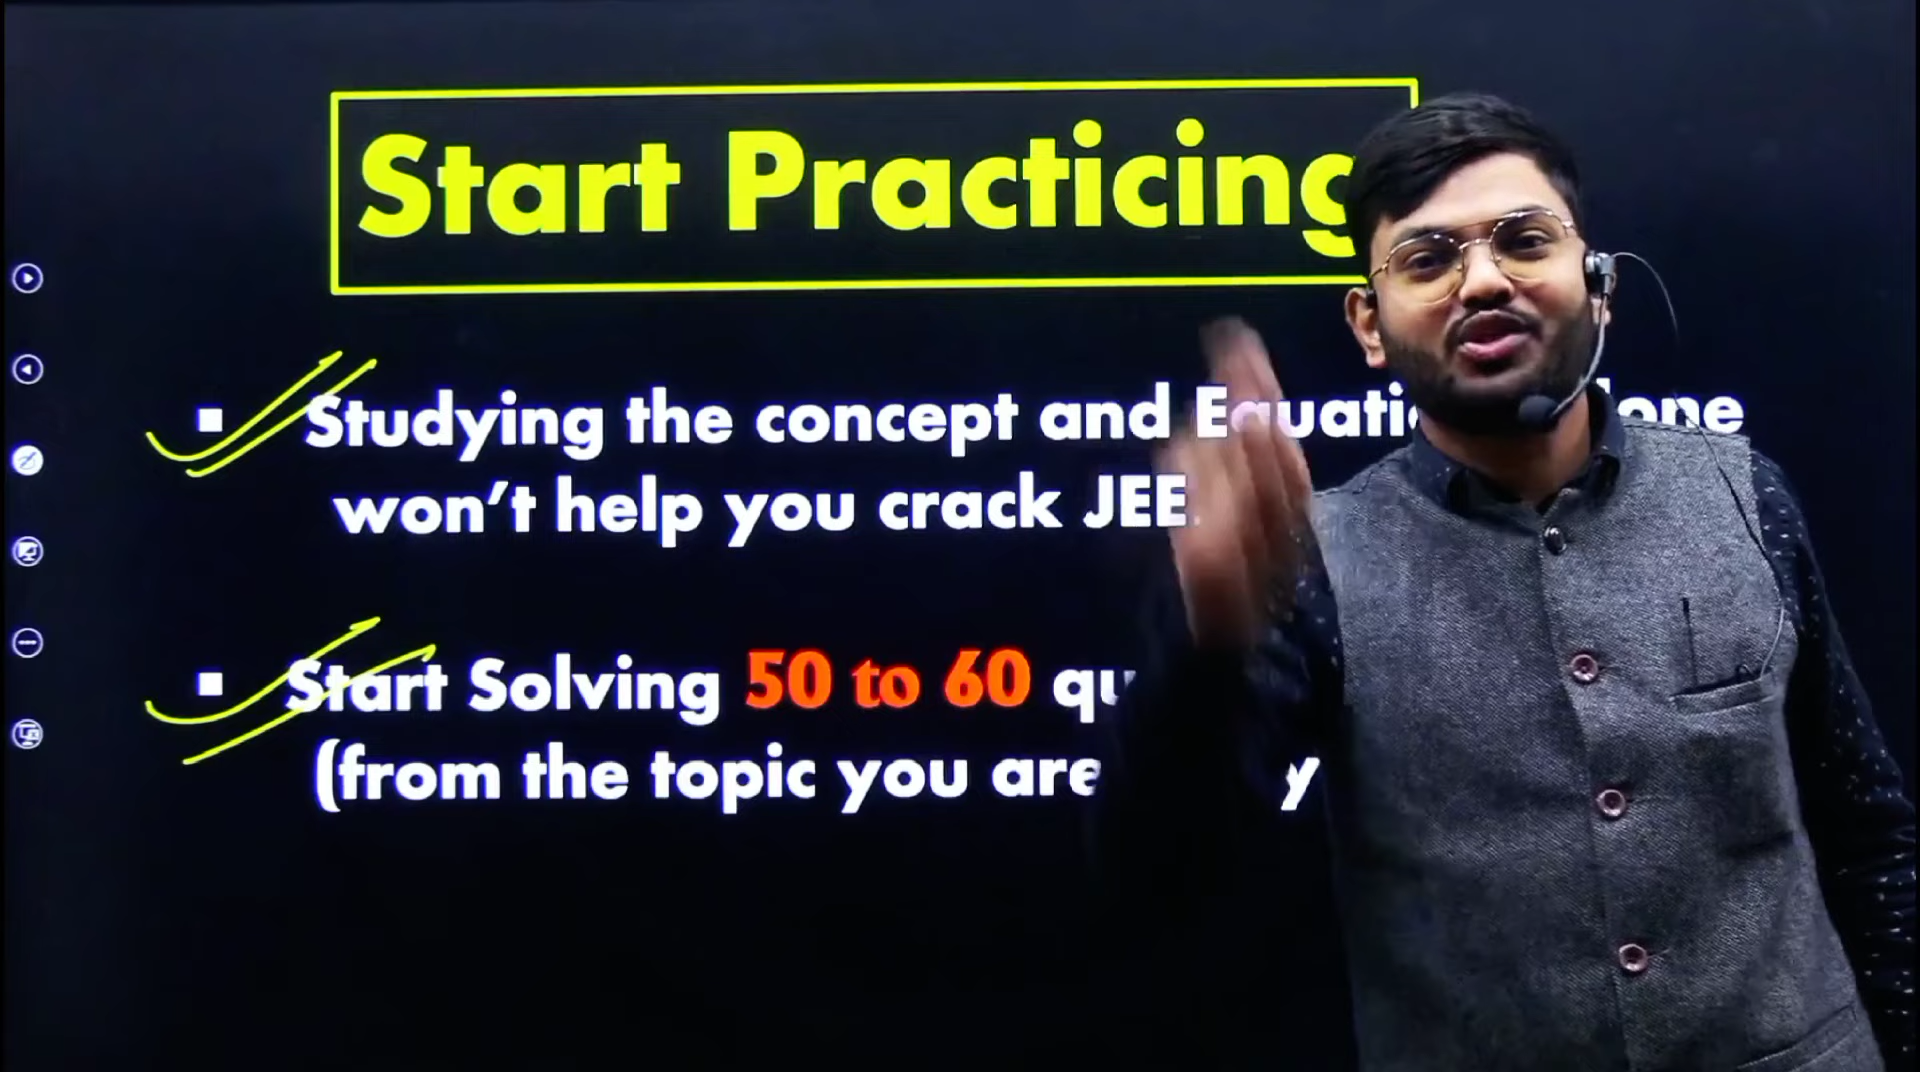 Start Practicing
Studying the concept and
won't help you crack JEE.
Start Solving 50 to 60
(from the topic you are